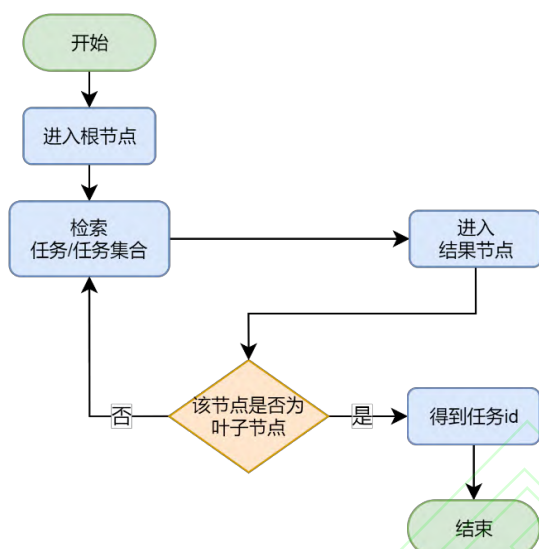 开始
进入根节点
检索
任务/任务集合
进入
结果节点
该节点是否为
叶子节点
否
是
得到任务id
结束